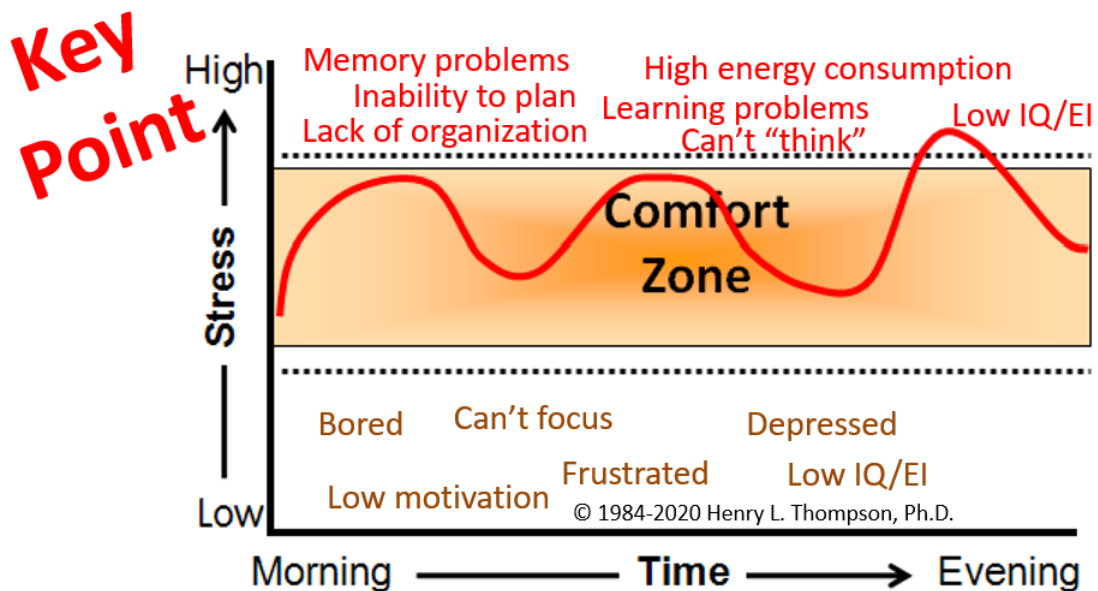 Key
Point
High
Stress
Low
Memory problems
Inability to plan
Lack of organization
High energy consumption
Learning problems
Can’t “think”
Low IQ/EI
Comfort
Zone
Bored
Can’t focus
Depressed
Low motivation
Frustrated
Low IQ/EI
© 1984-2020 Henry L. Thompson, Ph.D.
Morning
Time
Evening